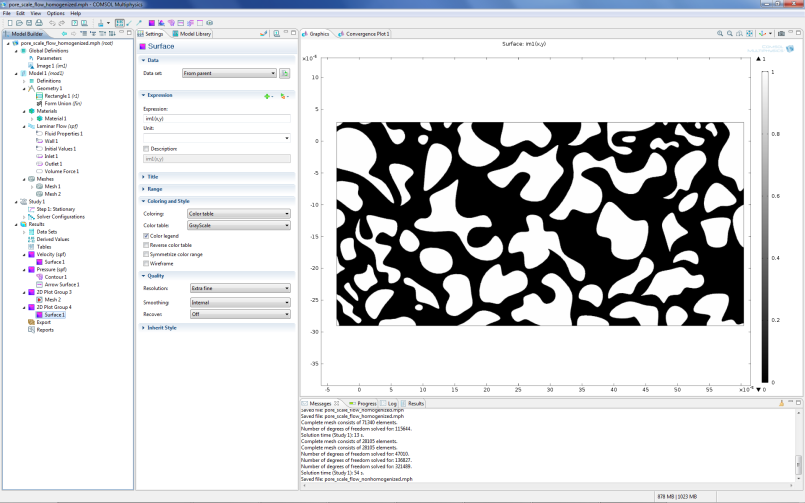 pore_scale_flow_homogenized.mph - COMSOL Multiphysics
File Edit View Options Help
Model Builder
pore_scale_flow_homogenized.mph (root)
Global Definitions
Parameters
Image 1 (im1)
Model 1 (mod1)
Definitions
Geometry 1
Rectangle 1 (r1)
Form Union (fin)
Materials
Material 1
Laminar Flow (spf)
Fluid Properties 1
Wall 1
Initial Values 1
Inlet 1
Outlet 1
Volume Force 1
Meshes
Mesh 1
Mesh 2
Study 1
Step 1: Stationary
Solver Configurations
Results
Data Sets
Derived Values
Tables
Velocity (spf)
Surface 1
Pressure (spf)
Contour 1
Arrow Surface 1
2D Plot Group 3
Mesh 2
2D Plot Group 4
Surface 1
Export
Reports
Settings Model Library
Surface
Data
Data set: From parent
Expression
Expression:
im1(x,y)
Unit:
Description:
im1(x,y)
Title
Range
Coloring and Style
Coloring: Color table
Color table: GrayScale
Color legend
Reverse color table
Symmetrize color range
Wireframe
Quality
Resolution: Extra fine
Smoothing: Internal
Recover: Off
Inherit Style
Graphics Convergence Plot 1
Surface: im1(x,y)
x10⁻⁴
10
5
0
-5
-10
-15
-20
-25
-30
-35
-5 0 5 10 15 20 25 30 35 40 45 50 55 x10⁻⁴
▲ 1
1
0.8
0.6
0.4
0.2
0
▼ 0
Messages Progress Log Results
Saved file: pore_scale_flow_homogenized.mph
Saved file: pore_scale_flow_homogenized.mph
Complete mesh consists of 71340 elements.
Number of degrees of freedom solved for: 115644.
Solution time (Study 1): 13 s.
Complete mesh consists of 28105 elements.
Complete mesh consists of 28105 elements.
Number of degrees of freedom solved for: 47010.
Number of degrees of freedom solved for: 136827.
Number of degrees of freedom solved for: 321489.
Solution time (Study 1): 54 s.
Saved file: pore_scale_flow_nonhomogenized.mph
878 MB | 1023 MB